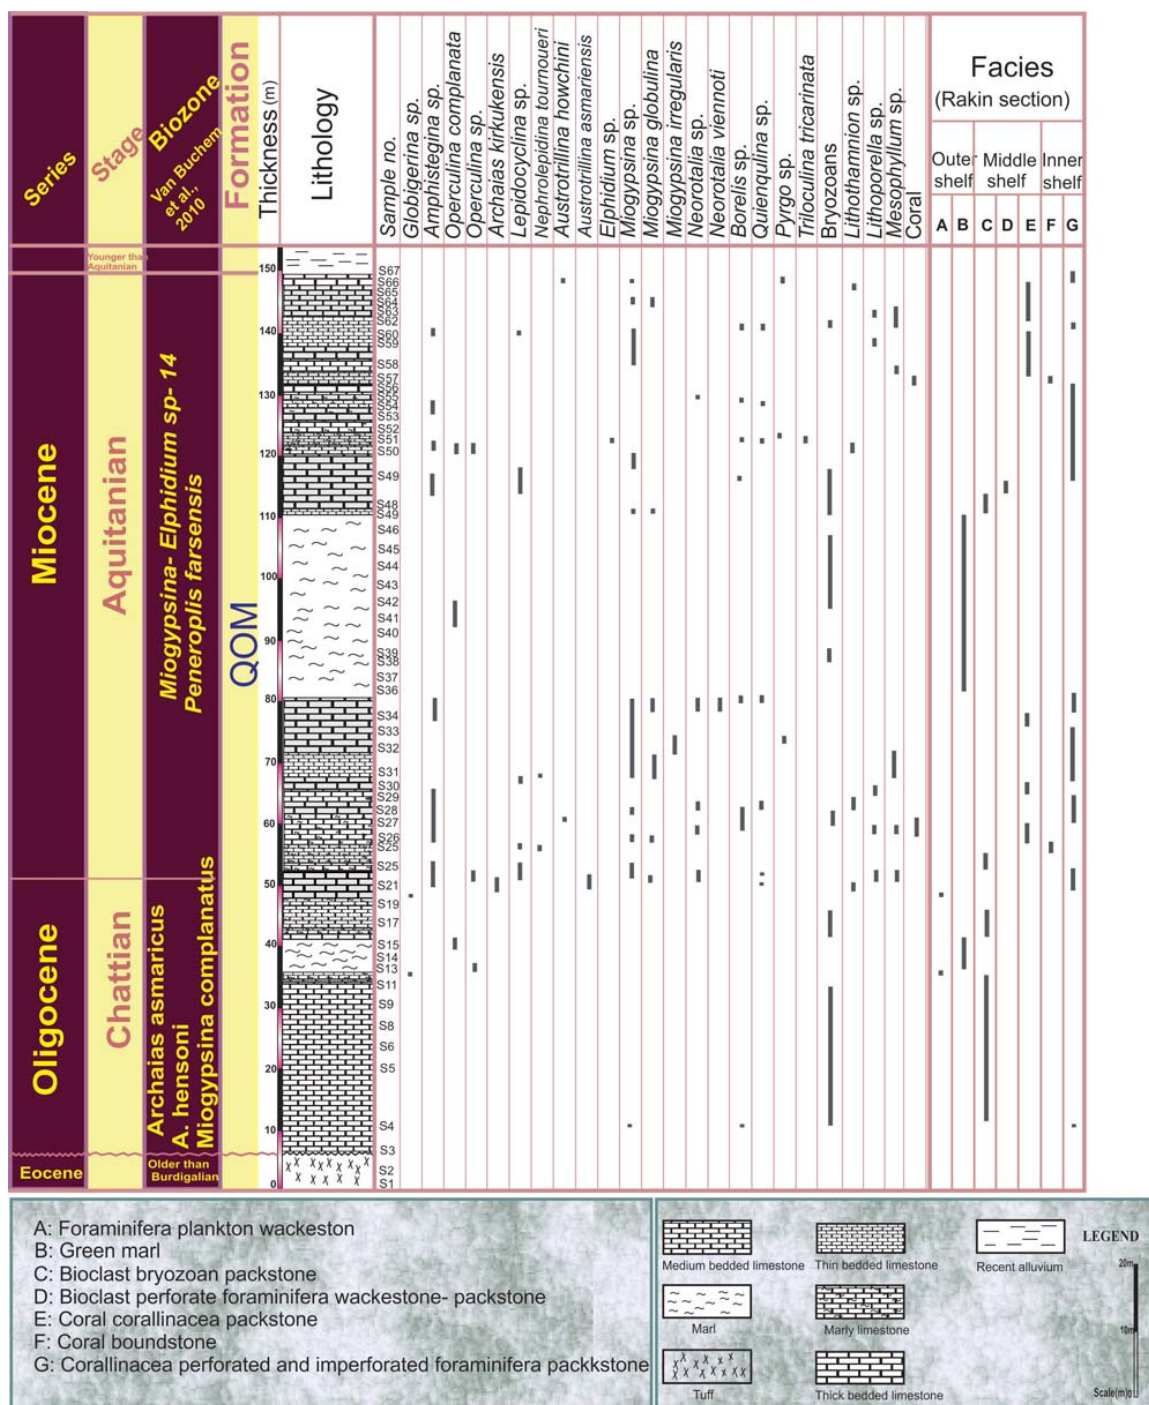 Series
Stage
Biozone
Van Buchem
et al.,
2010
Formation
Thickness (m)
Lithology
Sample no.
Globigerina sp.
Amphistegina sp.
Operculina complanata
Operculina sp.
Archaias kirkukensis
Lepidocyclina sp.
Nephrolepidina tournoueri
Austrotrillina howchini
Austrotrillina asmariensis
Elphidium sp.
Miogypsina sp.
Miogypsina globulina
Miogypsina irregularis
Neorotalia sp.
Neorotalia viennoti
Borelis sp.
Quienqulina sp.
Pyrgo sp.
Triloculina tricarinata
Bryozoans
Lithothamnion sp.
Lithoporella sp.
Mesophyllum sp.
Coral
Facies
(Rakin section)
Outer shelf
Middle shelf
Inner shelf
A B C D E F G
Younger than
Aquitanian
Miocene
Aquitanian
Miogypsina- Elphidium sp- 14
Peneroplis farsensis
QOM
Oligocene
Chattian
Archaias asmaricus
A. hensoni
Miogypsina complanatus
Eocene
Older than
Burdigalian
150
140
130
120
110
100
90
80
70
60
50
40
30
20
10
0
S67
S66
S65
S64
S63
S62
S60
S59
S58
S57
S56
S55
S54
S53
S52
S51
S50
S49
S48
S49
S46
S45
S44
S43
S42
S41
S40
S39
S38
S37
S36
S34
S33
S32
S31
S30
S29
S28
S27
S26
S25
S25
S21
S19
S17
S15
S14
S13
S11
S9
S8
S6
S5
S4
S3
S2
S1
A: Foraminifera plankton wackeston
B: Green marl
C: Bioclast bryozoan packstone
D: Bioclast perforate foraminifera wackestone- packstone
E: Coral corallinacea packstone
F: Coral boundstone
G: Corallinacea perforated and imperforated foraminifera packkstone
LEGEND
Medium bedded limestone
Thin bedded limestone
Recent alluvium
Marl
Marly limestone
Tuff
Thick bedded limestone
20m
10m
Scale(m)0